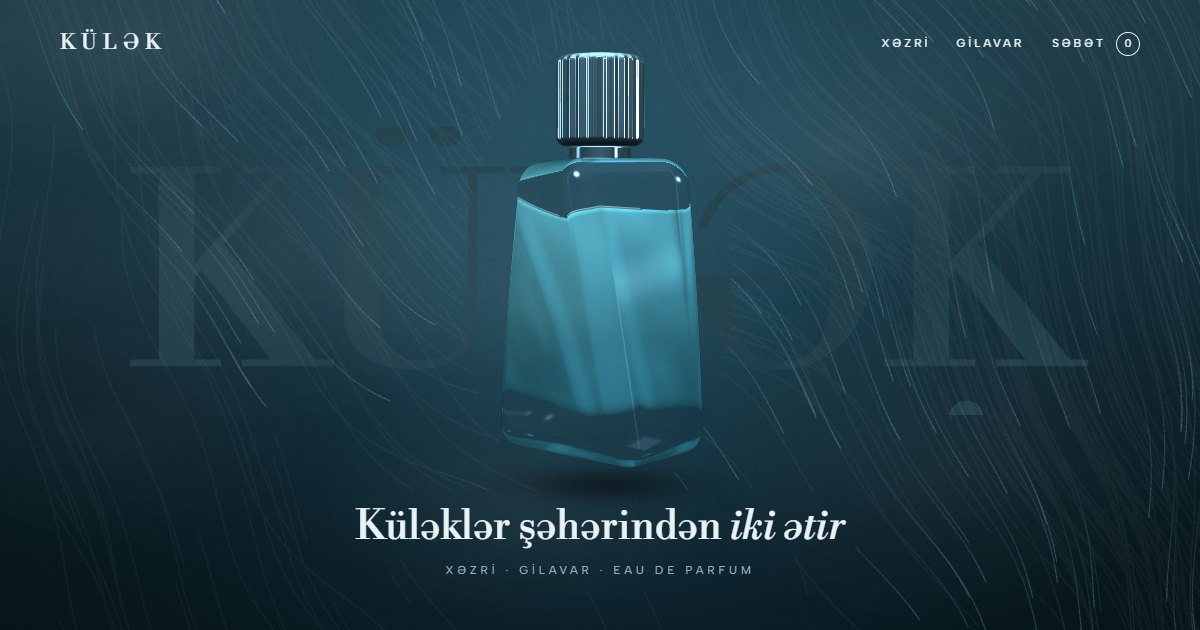 KÜLƏK
XƏZRİ GİLAVAR SƏBƏT 0
KÜLƏK
Küləklər şəhərindən iki ətir
XƏZRİ · GİLAVAR · EAU DE PARFUM